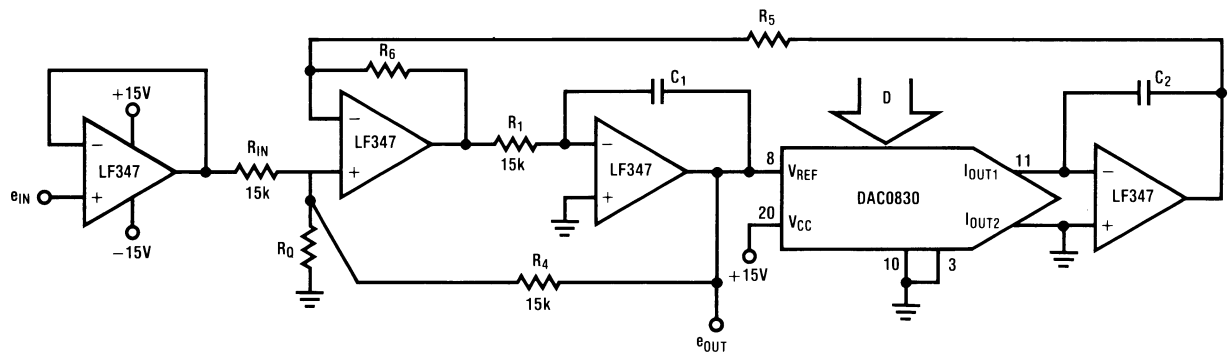 R5
R6
C1
C2
+15V
D
R1
RIN
LF347
−
+
LF347
−
+
15k
LF347
−
+
8
VREF
IOUT1
11
−
LF347
+
15k
eIN
DAC0830
20
VCC
IOUT2
−15V
RQ
R4
15k
+15V
10
3
eOUT